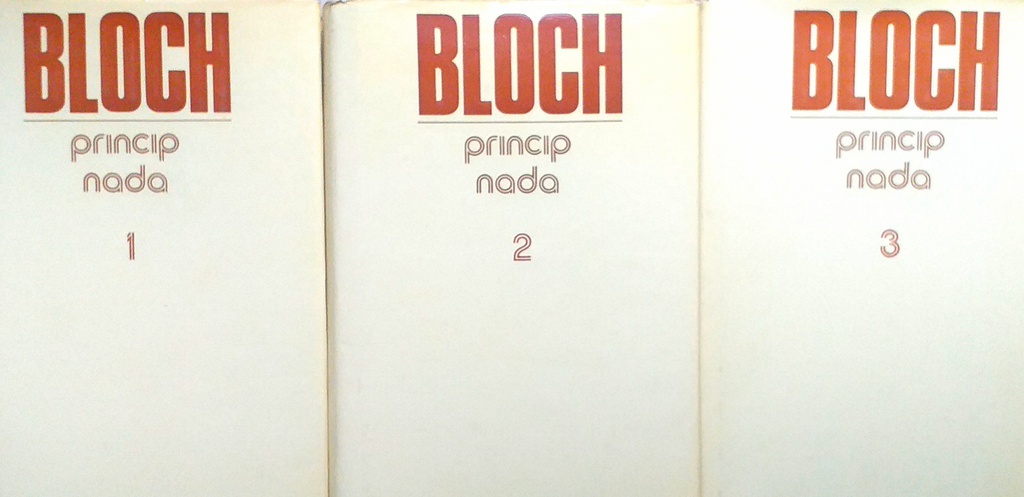 BLOCH
princip
nada
1
BLOCH
princip
nada
2
BLOCH
princip
nada
3